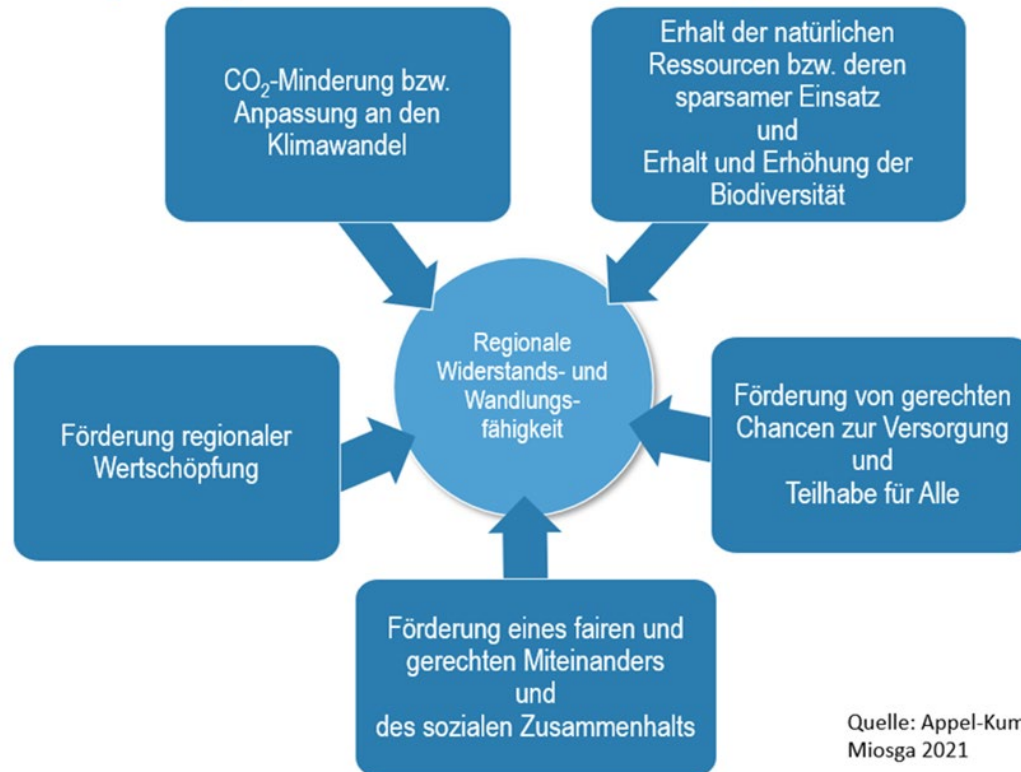 CO₂-Minderung bzw.
Anpassung an den
Klimawandel
Erhalt der natürlichen
Ressourcen bzw. deren
sparsamer Einsatz
und
Erhalt und Erhöhung der
Biodiversität
Regionale
Widerstands- und
Wandlungs-
fähigkeit
Förderung regionaler
Wertschöpfung
Förderung von gerechten
Chancen zur Versorgung
und
Teilhabe für Alle
Förderung eines fairen und
gerechten Miteinanders
und
des sozialen Zusammenhalts
Quelle: Appel-Kum
Miosga 2021